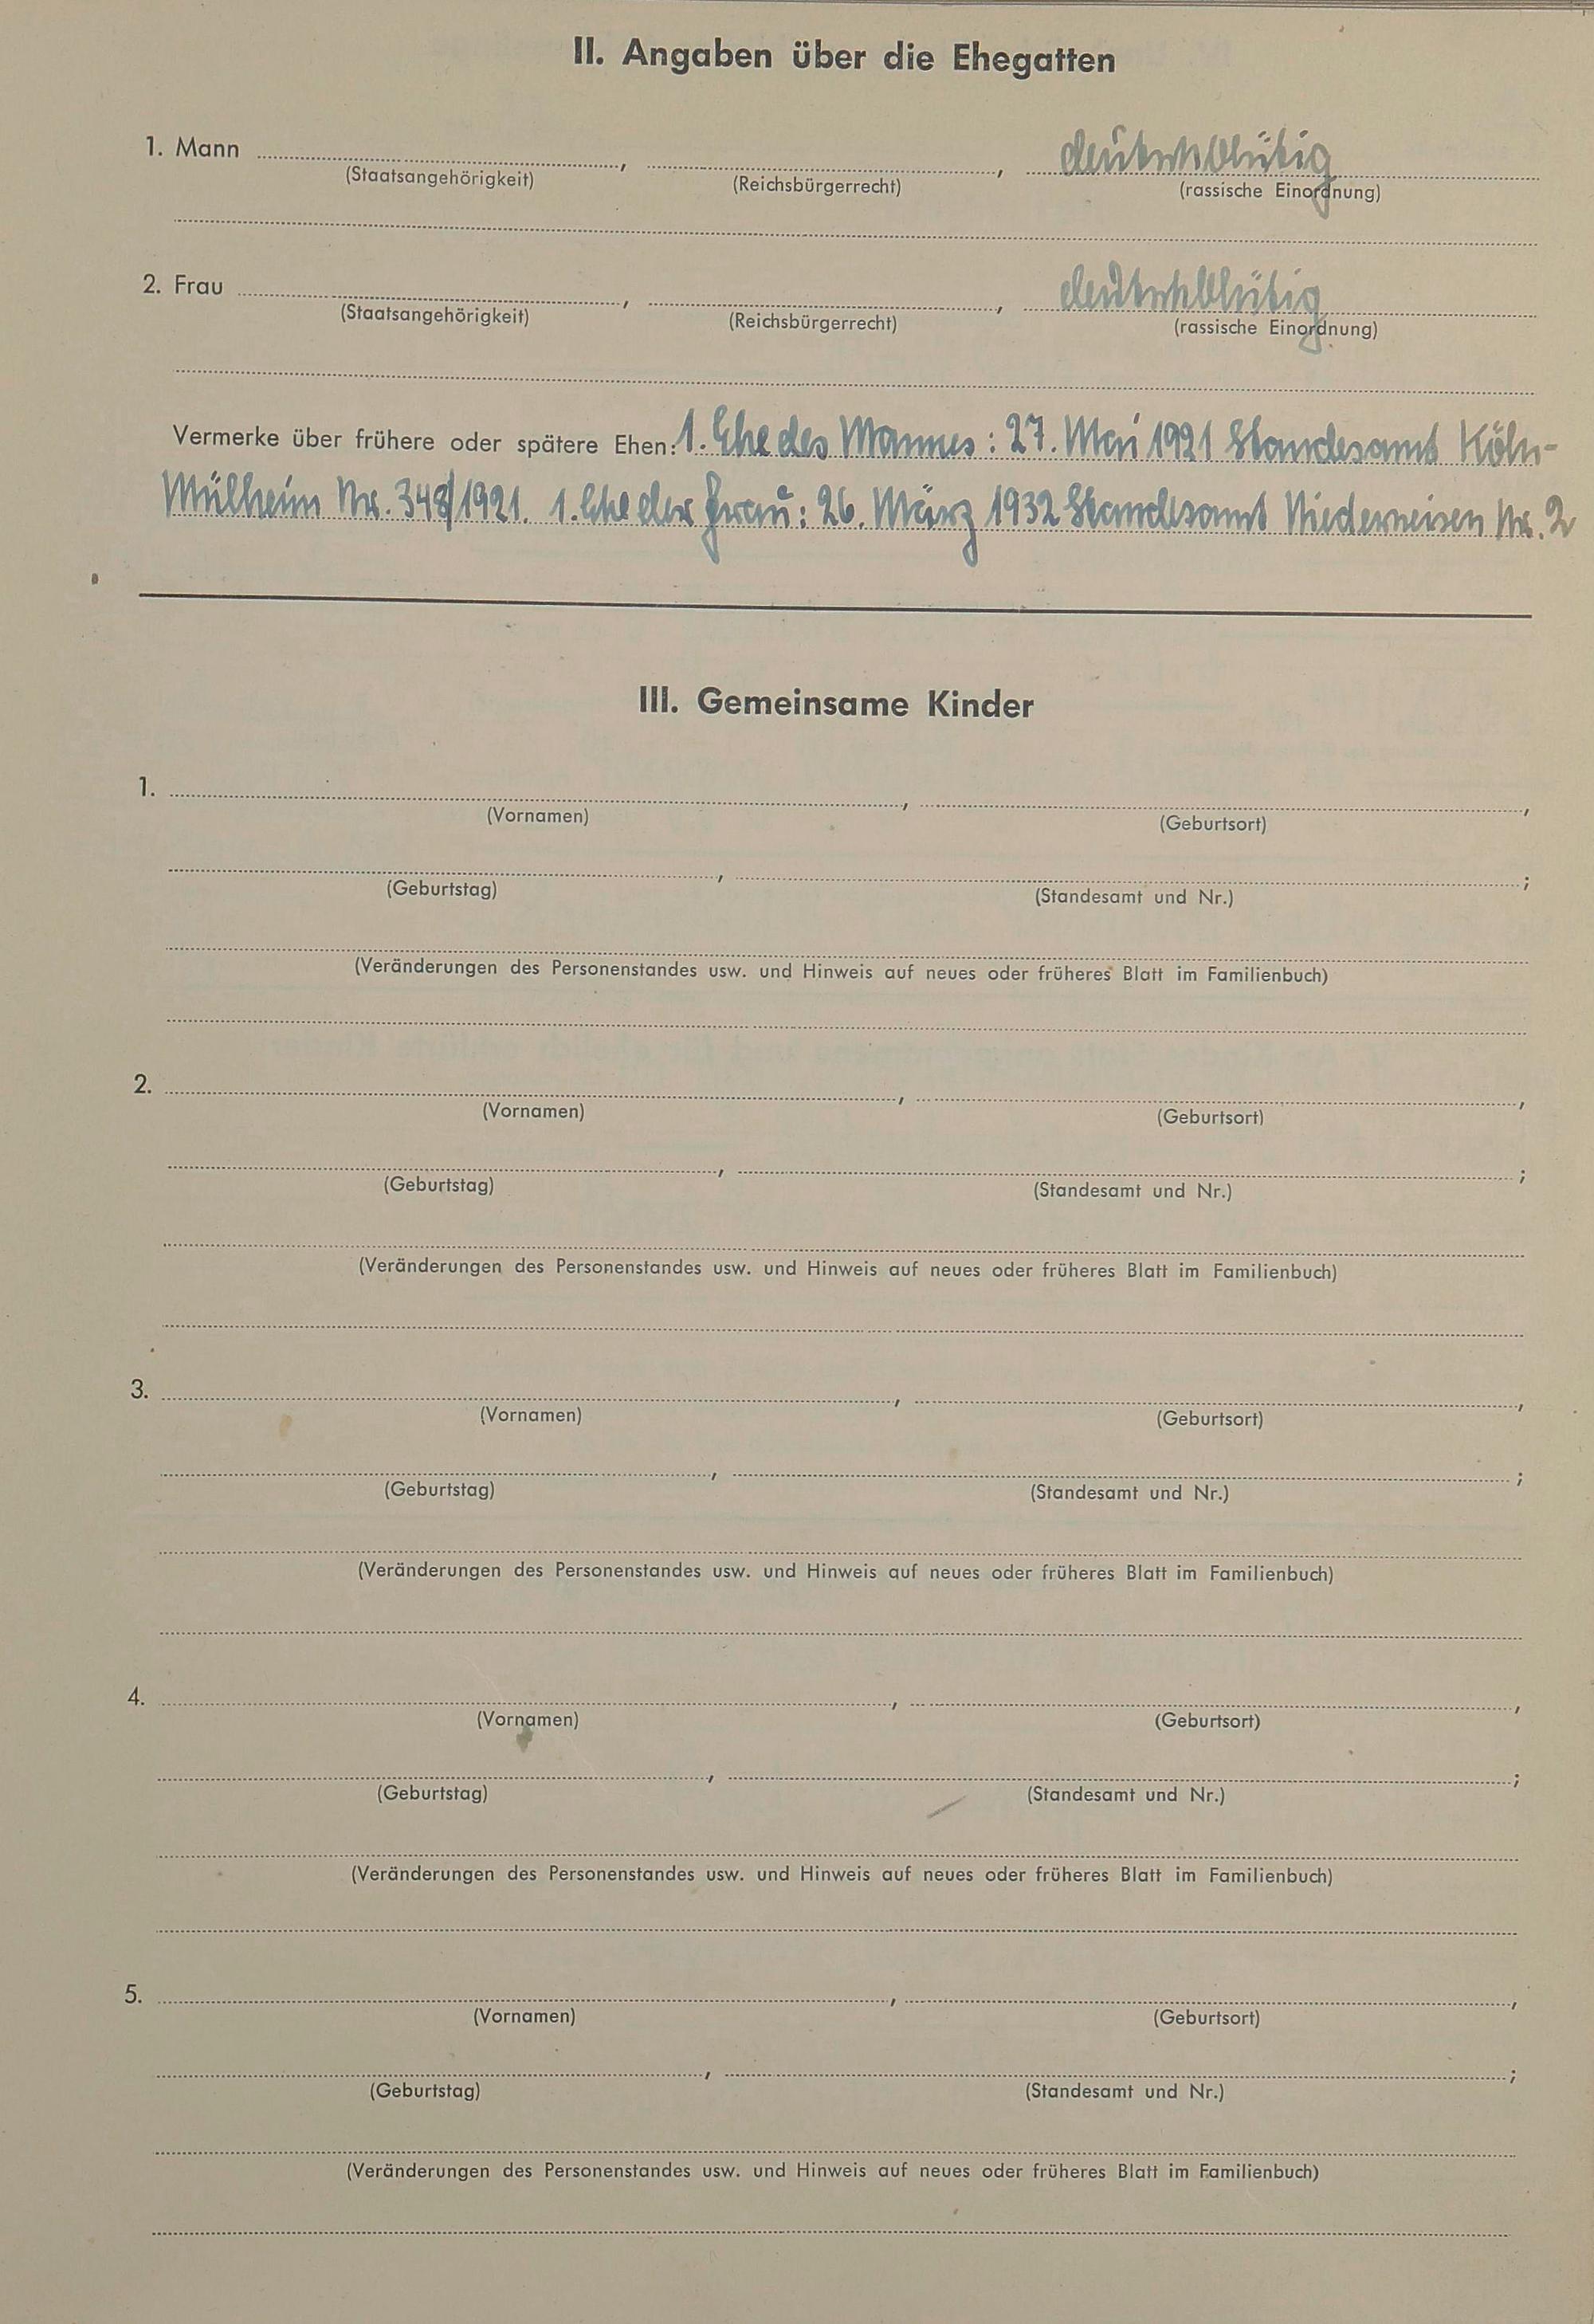 II. Angaben über die Ehegatten
1. Mann , , deutschblütig
(Staatsangehörigkeit) (Reichsbürgerrecht) (rassische Einordnung)
2. Frau , , deutschblütig
(Staatsangehörigkeit) (Reichsbürgerrecht) (rassische Einordnung)
Vermerke über frühere oder spätere Ehen: 1. Ehe des Mannes : 27. Mai 1921 Standesamt Köln-
Mülheim Nr. 348/1921. 1. Ehe der Frau : 26. März 1932 Standesamt Niederneisen Nr. 2
III. Gemeinsame Kinder
1. , ,
(Vornamen) (Geburtsort)
, ;
(Geburtstag) (Standesamt und Nr.)
(Veränderungen des Personenstandes usw. und Hinweis auf neues oder früheres Blatt im Familienbuch)
2. , ,
(Vornamen) (Geburtsort)
, ;
(Geburtstag) (Standesamt und Nr.)
(Veränderungen des Personenstandes usw. und Hinweis auf neues oder früheres Blatt im Familienbuch)
3. , ,
(Vornamen) (Geburtsort)
, ;
(Geburtstag) (Standesamt und Nr.)
(Veränderungen des Personenstandes usw. und Hinweis auf neues oder früheres Blatt im Familienbuch)
4. , ,
(Vornamen) (Geburtsort)
, ;
(Geburtstag) (Standesamt und Nr.)
(Veränderungen des Personenstandes usw. und Hinweis auf neues oder früheres Blatt im Familienbuch)
5. , ,
(Vornamen) (Geburtsort)
, ;
(Geburtstag) (Standesamt und Nr.)
(Veränderungen des Personenstandes usw. und Hinweis auf neues oder früheres Blatt im Familienbuch)